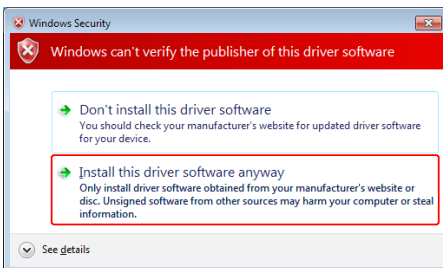 Windows Security
Windows can't verify the publisher of this driver software
Don't install this driver software
You should check your manufacturer's website for updated driver software
for your device.
Install this driver software anyway
Only install driver software obtained from your manufacturer's website or
disc. Unsigned software from other sources may harm your computer or steal
information.
See details